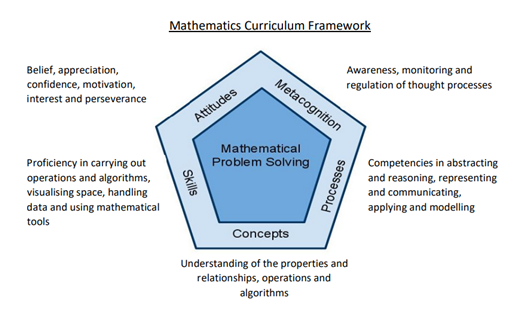 Mathematics Curriculum Framework
Belief, appreciation,
confidence, motivation,
interest and perseverance
Awareness, monitoring and
regulation of thought processes
Attitudes
Metacognition
Mathematical
Problem Solving
Proficiency in carrying out
operations and algorithms,
visualising space, handling
data and using mathematical
tools
Skills
Processes
Competencies in abstracting
and reasoning, representing
and communicating,
applying and modelling
Concepts
Understanding of the properties and
relationships, operations and
algorithms